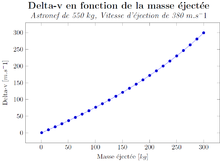 Delta-v en fonction de la masse éjectée
Astronef de 550 kg, Vitesse d'éjection de 380 m.s^-1
Delta-v [m.s^-1]
300
250
200
150
100
50
0
0 50 100 150 200 250 300
Masse éjectée [kg]